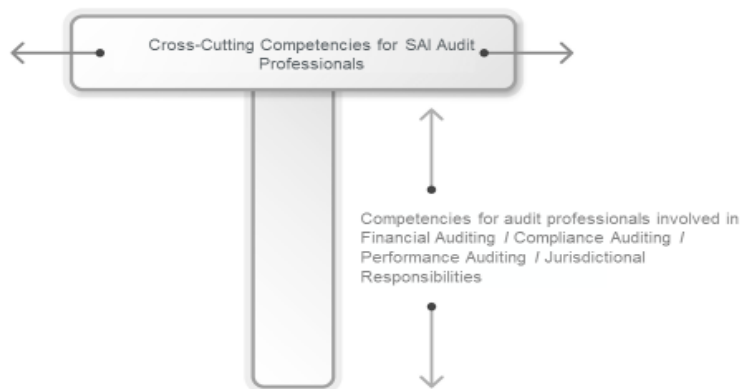 Cross-Cutting Competencies for SAI Audit
Professionals
Competencies for audit professionals involved in
Financial Auditing / Compliance Auditing /
Performance Auditing / Jurisdictional
Responsibilities